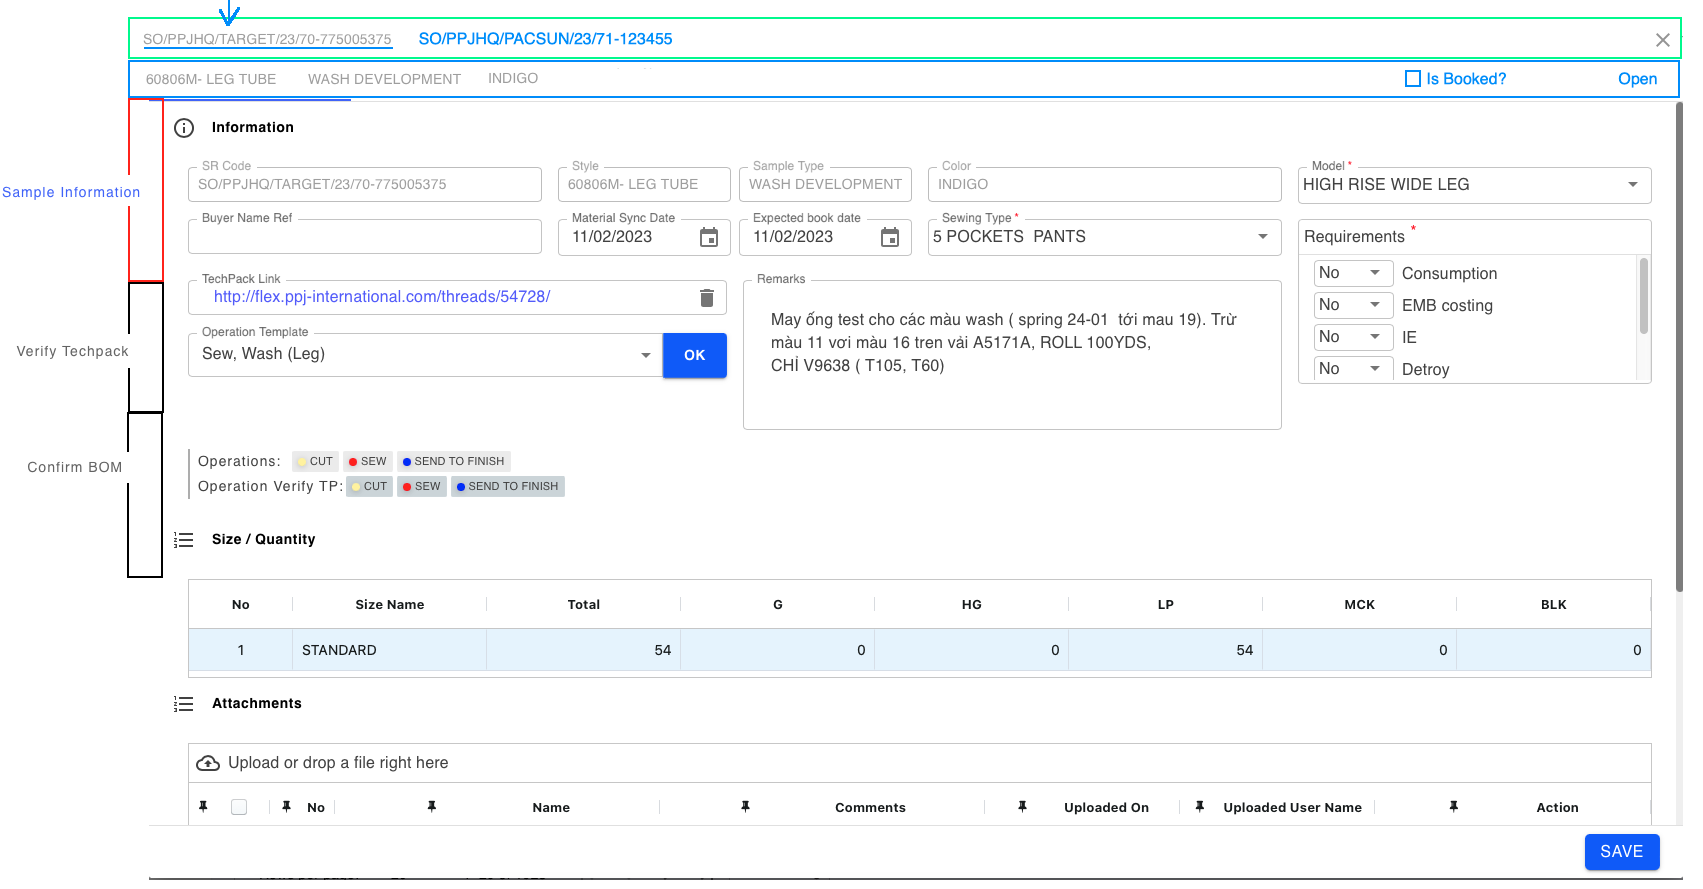 SO/PPJHQ/TARGET/23/70-775005375 SO/PPJHQ/PACSUN/23/71-123455
60806M- LEG TUBE WASH DEVELOPMENT INDIGO Is Booked? Open
Information
SR Code Style Sample Type Color Model *
SO/PPJHQ/TARGET/23/70-775005375 60806M- LEG TUBE WASH DEVELOPMENT INDIGO HIGH RISE WIDE LEG
Sample Information
Buyer Name Ref Material Sync Date Expected book date Sewing Type *
11/02/2023 11/02/2023 5 POCKETS PANTS Requirements *
No Consumption
No EMB costing
No IE
No Detroy
TechPack Link Remarks
http://flex.ppj-international.com/threads/54728/
May ống test cho các màu wash ( spring 24-01 tới mau 19). Trừ
màu 11 vơi màu 16 tren vải A5171A, ROLL 100YDS,
CHỈ V9638 ( T105, T60)
Operation Template
Sew, Wash (Leg) OK
Verify Techpack
Confirm BOM
Operations: CUT SEW SEND TO FINISH
Operation Verify TP: CUT SEW SEND TO FINISH
Size / Quantity
No Size Name Total G HG LP MCK BLK
1 STANDARD 54 0 0 54 0 0
Attachments
Upload or drop a file right here
No Name Comments Uploaded On Uploaded User Name Action
SAVE